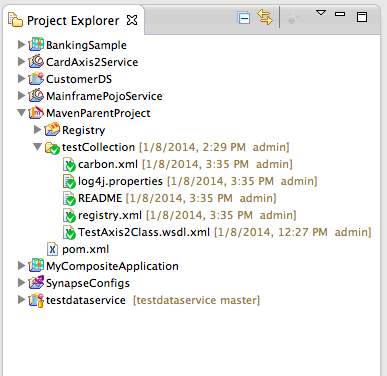 Project Explorer
BankingSample
CardAxis2Service
CustomerDS
MainframePojoService
MavenParentProject
Registry
testCollection [1/8/2014, 2:29 PM admin]
carbon.xml [1/8/2014, 3:35 PM admin]
log4j.properties [1/8/2014, 3:35 PM admin]
README [1/8/2014, 3:35 PM admin]
registry.xml [1/8/2014, 3:35 PM admin]
TestAxis2Class.wsdl.xml [1/8/2014, 12:27 PM admin]
pom.xml
MyCompositeApplication
SynapseConfigs
testdataservice [testdataservice master]